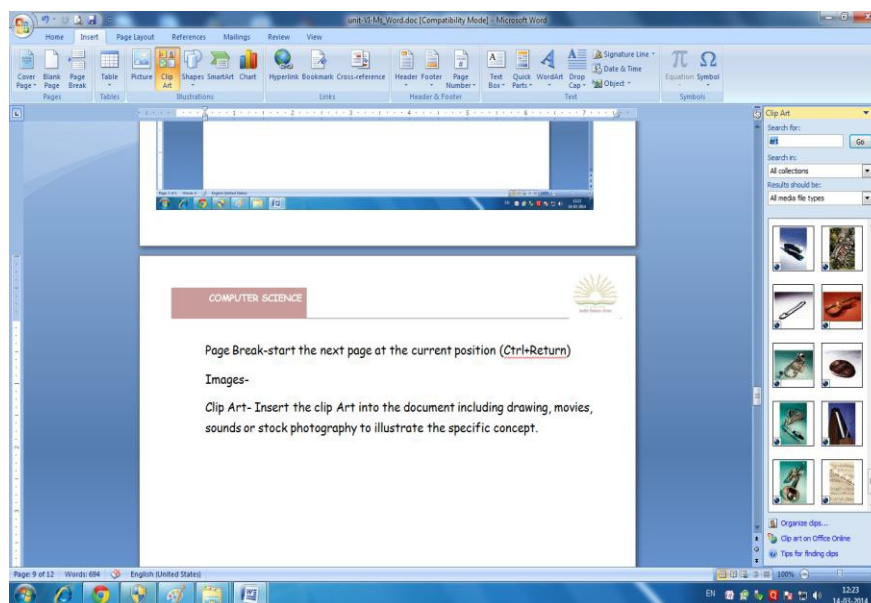 unit-VI-Ms_Word.doc [Compatibility Mode] - Microsoft Word
Home Insert Page Layout References Mailings Review View
Cover Page Blank Page Page Break Table Picture Clip Art Shapes SmartArt Chart Hyperlink Bookmark Cross-reference Header Footer Page Number Text Box Quick Parts WordArt Drop Cap Signature Line Date & Time Object Equation Symbol
Pages Tables Illustrations Links Header & Footer Text Symbols
Clip Art
Search for:
art Go
Search in:
All collections
Results should be:
All media file types
COMPUTER SCIENCE
Page Break-start the next page at the current position (Ctrl+Return)
Images-
Clip Art- Insert the clip Art into the document including drawing, movies,
sounds or stock photography to illustrate the specific concept.
Organize clips...
Clip art on Office Online
Tips for finding clips
Page: 9 of 12 Words: 694 English (United States) 100%
EN 12:23
14-03-2014